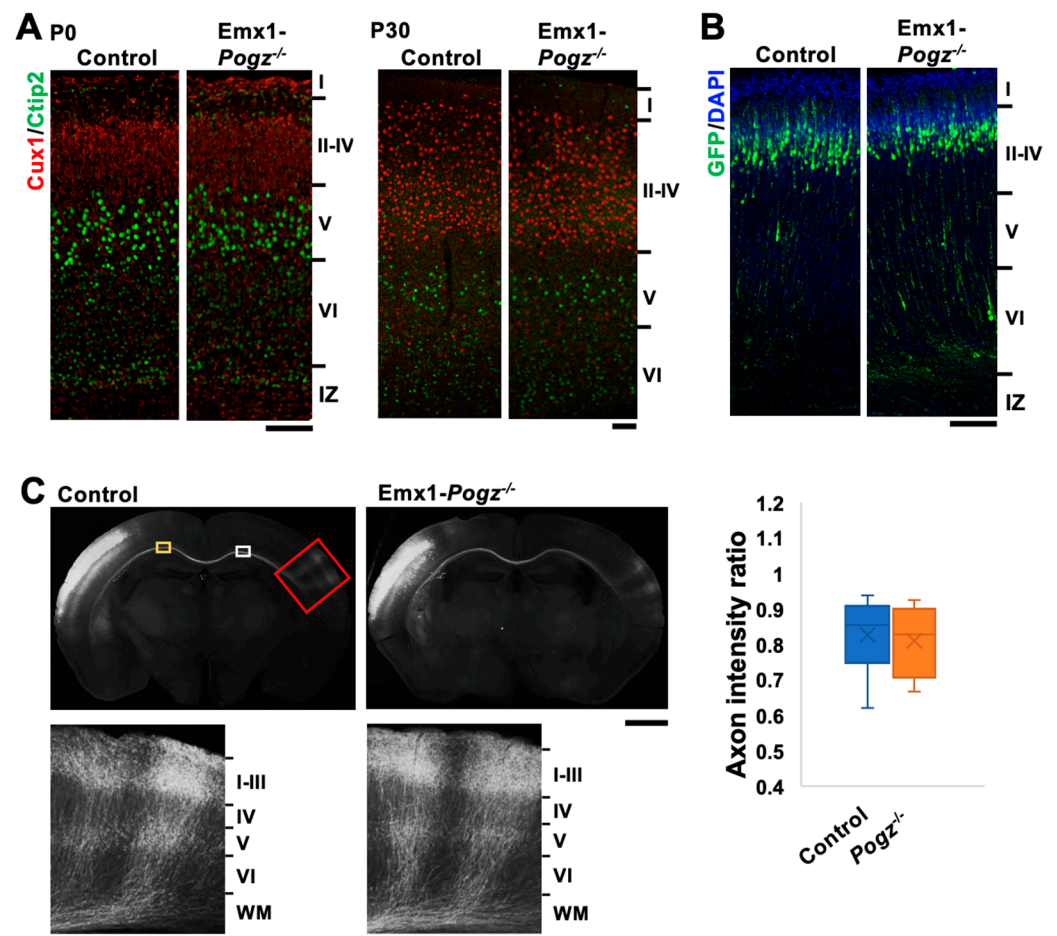 A
P0
Control
Emx1-
Pogz-/-
Cux1/Ctip2
I
II-IV
V
VI
IZ
P30
Control
Emx1-
Pogz-/-
I
II-IV
V
VI
B
Control
Emx1-
Pogz-/-
GFP/DAPI
I
II-IV
V
VI
IZ
C
Control
Emx1-Pogz-/-
I-III
IV
V
VI
WM
I-III
IV
V
VI
WM
Axon intensity ratio
1.2
1.1
1
0.9
0.8
0.7
0.6
0.5
0.4
Control
Pogz-/-